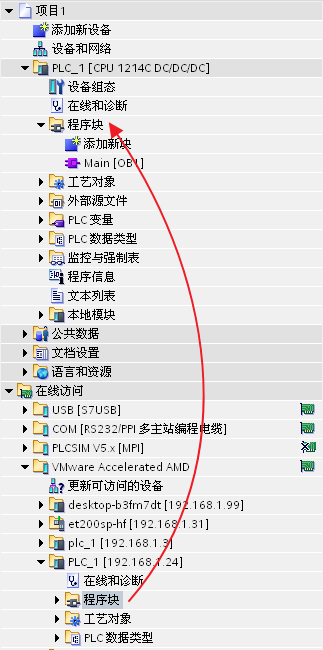 项目1
添加新设备
设备和网络
PLC_1 [CPU 1214C DC/DC/DC]
设备组态
在线和诊断
程序块
添加新块
Main [OB1]
工艺对象
外部源文件
PLC 变量
PLC 数据类型
监控与强制表
程序信息
文本列表
本地模块
公共数据
文档设置
语言和资源
在线访问
USB [S7USB]
COM [RS232/PPI 多主站编程电缆]
PLCSIM V5.x [MPI]
VMware Accelerated AMD
更新可访问的设备
desktop-b3fm7dt [192.168.1.99]
et200sp-hf [192.168.1.31]
plc_1 [192.168.1.3]
PLC_1 [192.168.1.24]
在线和诊断
程序块
工艺对象
PLC 数据类型